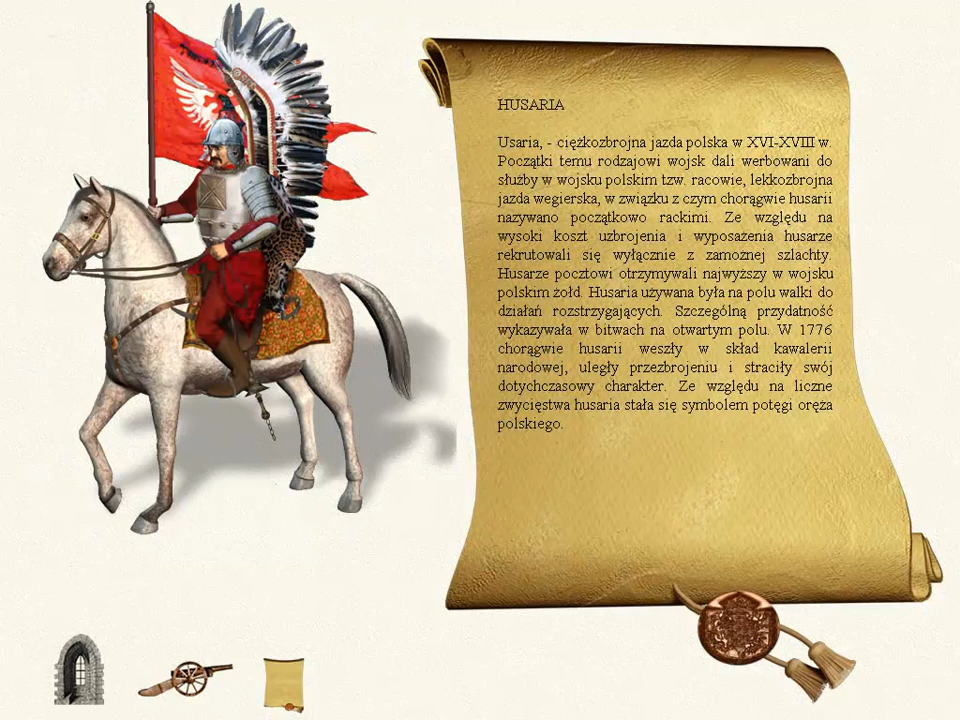 HUSARIA
Usaria, - ciężkozbrojna jazda polska w XVI-XVIII w.
Początki temu rodzajowi wojsk dali werbowani do
służby w wojsku polskim tzw. racowie, lekkozbrojna
jazda wegierska, w związku z czym chorągwie husarii
nazywano początkowo rackimi. Ze względu na
wysoki koszt uzbrojenia i wyposażenia husarze
rekrutowali się wyłącznie z zamożnej szlachty.
Husarze pocztowi otrzymywali najwyższy w wojsku
polskim żołd. Husaria używana była na polu walki do
działań rozstrzygających. Szczególną przydatność
wykazywała w bitwach na otwartym polu. W 1776
chorągwie husarii weszły w skład kawalerii
narodowej, uległy przezbrojeniu i straciły swój
dotychczasowy charakter. Ze względu na liczne
zwycięstwa husaria stała się symbolem potęgi oręża
polskiego.